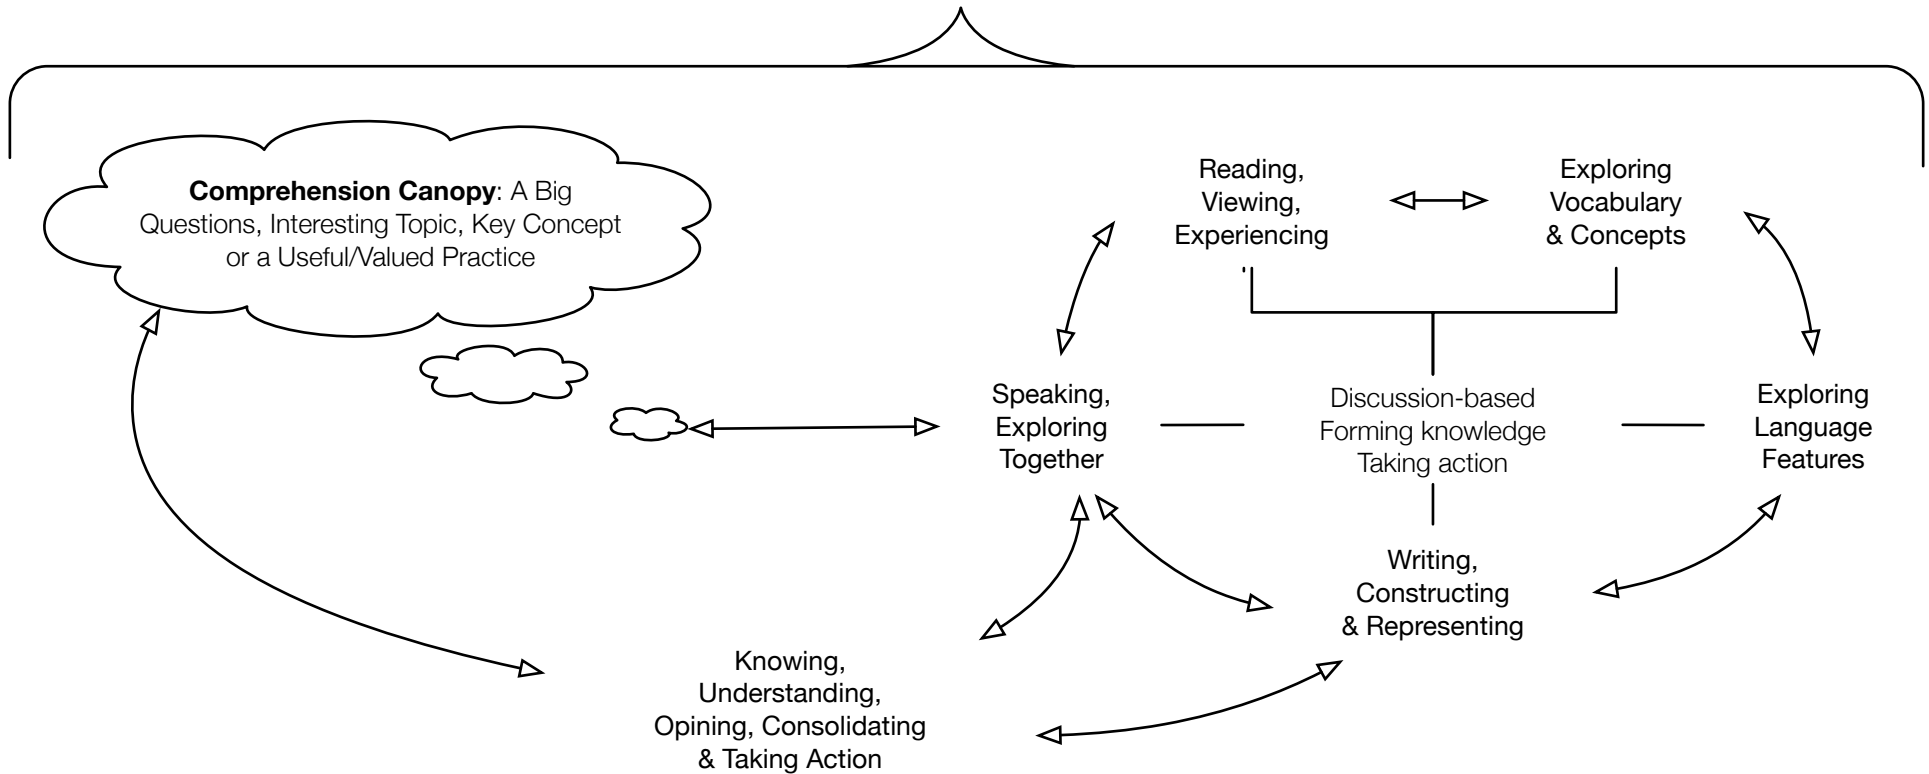 Comprehension Canopy: A Big
Questions, Interesting Topic, Key Concept
or a Useful/Valued Practice
Reading,
Viewing,
Experiencing
Exploring
Vocabulary
& Concepts
Speaking,
Exploring
Together
Discussion-based
Forming knowledge
Taking action
Exploring
Language
Features
Writing,
Constructing
& Representing
Knowing,
Understanding,
Opining, Consolidating
& Taking Action